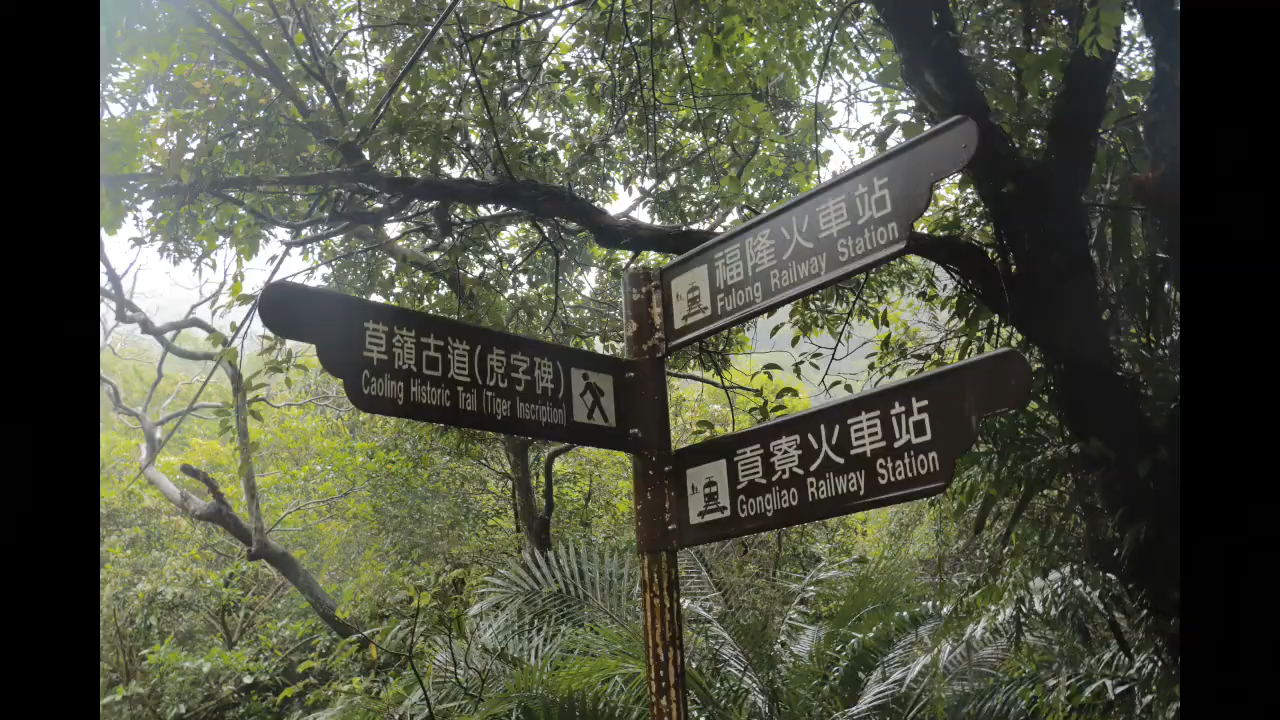 福隆火車站
Fulong Railway Station
草嶺古道(虎字碑)
Caoling Historic Trail (Tiger Inscription)
貢寮火車站
Gongliao Railway Station